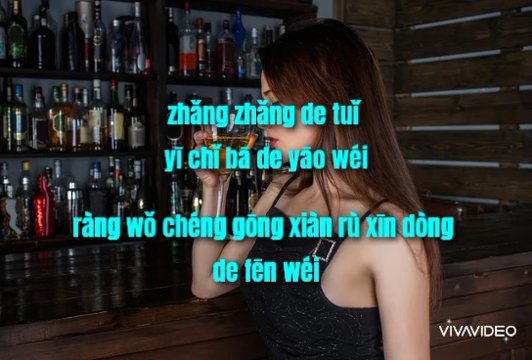 zhǎng zhǎng de tuǐ
yì chǐ bā de yāo wéi
ràng wǒ chéng gōng xiàn rù xīn dòng
de fēn wéi
VIVAVIDEO